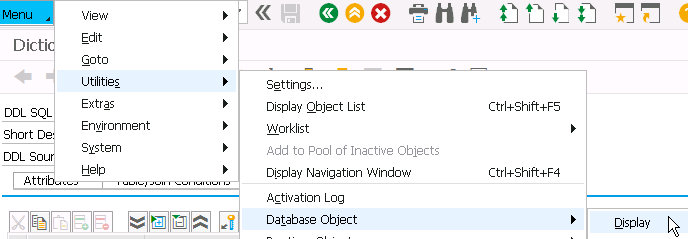 Menu
View
Edit
Goto
Utilities
Extras
Environment
System
Help
Dictio
DDL SQL
Short Des
DDL Sour
Attributes
Table/Join Conditions
Settings...
Display Object List Ctrl+Shift+F5
Worklist
Add to Pool of Inactive Objects
Display Navigation Window Ctrl+Shift+F4
Activation Log
Database Object
Display